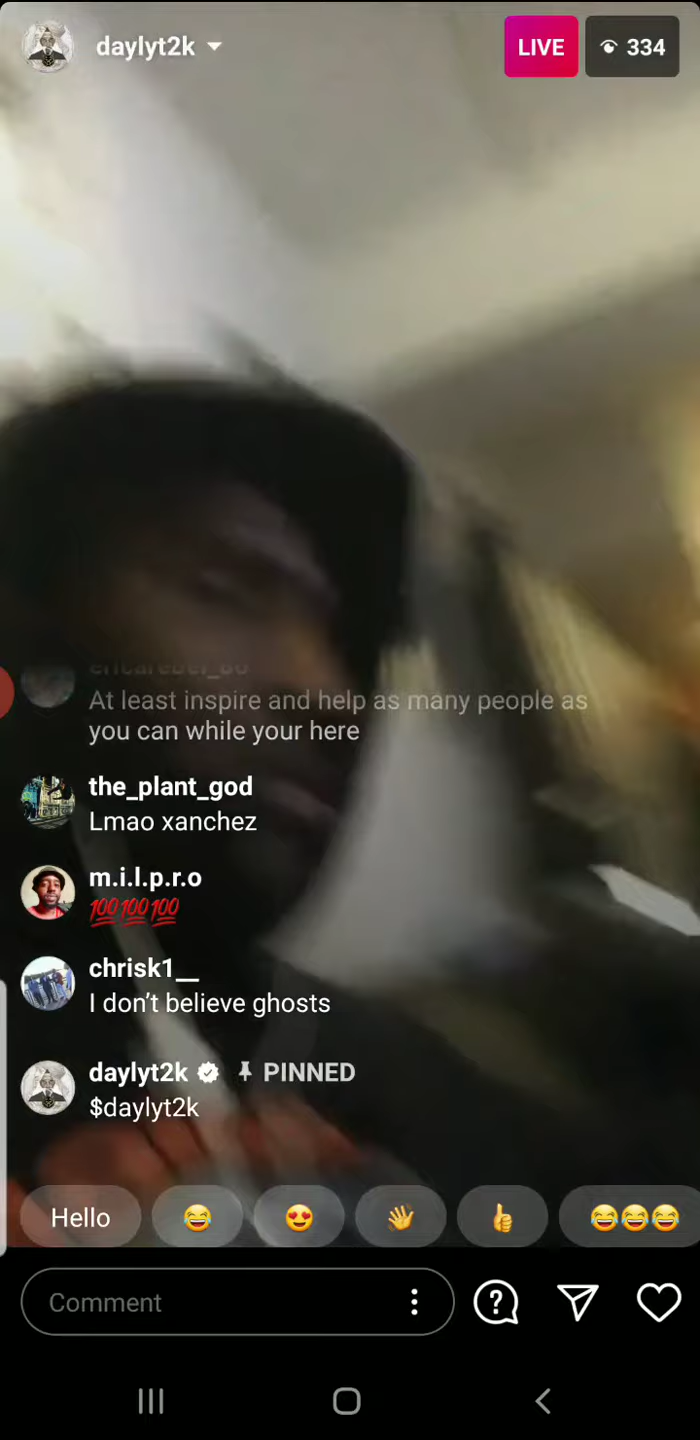 daylyt2k
LIVE
334
At least inspire and help as many people as
you can while your here
the_plant_god
Lmao xanchez
m.i.l.p.r.o
💯💯💯
chrisk1__
I don't believe ghosts
daylyt2k PINNED
$daylyt2k
Hello 😂 😍 👋 👍 😂😂😂
Comment